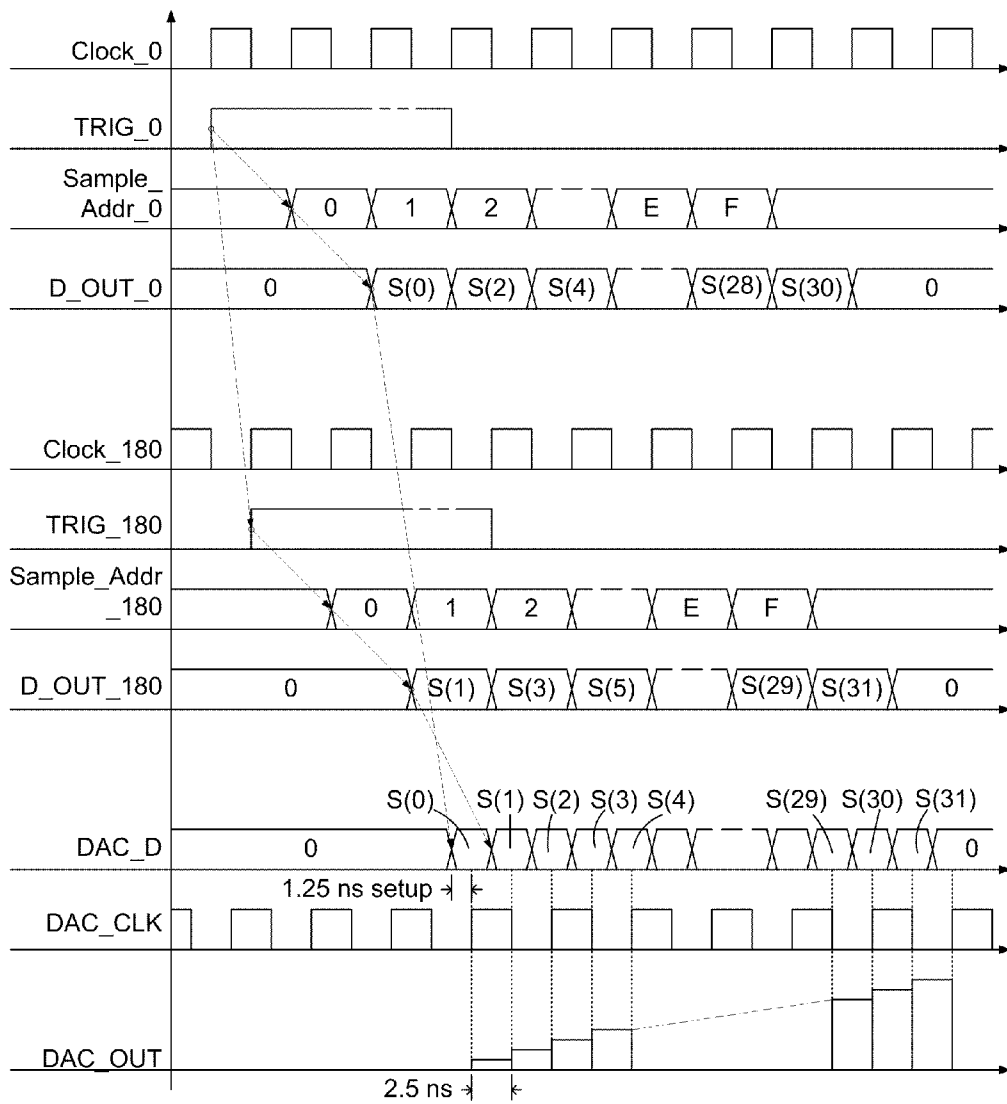 Clock_0
TRIG_0
Sample_
Addr_0
0 1 2 E F
D_OUT_0
0 S(0) S(2) S(4) S(28) S(30) 0
Clock_180
TRIG_180
Sample_Addr
_180
0 1 2 E F
D_OUT_180
0 S(1) S(3) S(5) S(29) S(31) 0
S(0) S(1) S(2) S(3) S(4) S(29) S(30) S(31)
DAC_D
0 0
1.25 ns setup
DAC_CLK
DAC_OUT
2.5 ns